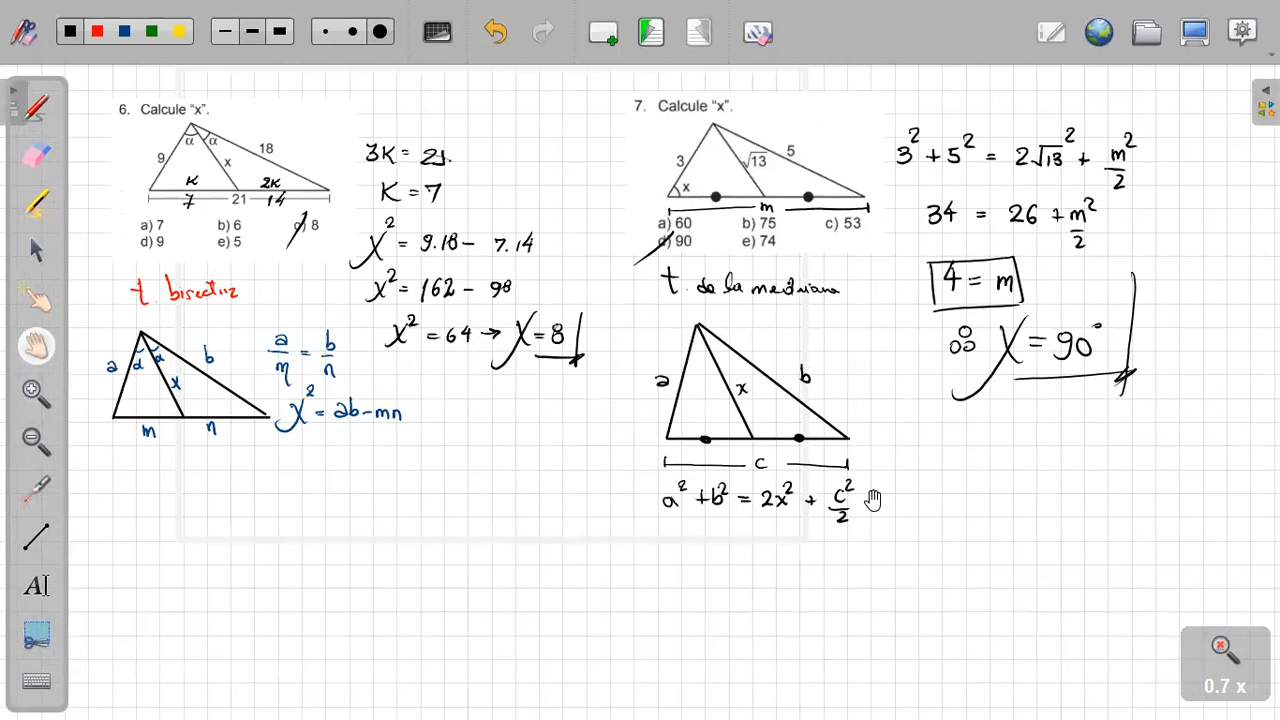 6. Calcule “x”.
α α
9
18
x
K
2K
7
21
14
a) 7 b) 6 c) 8
d) 9 e) 5
3K = 21
K = 7
x² = 9.18 - 7.14
x² = 162 - 98
x² = 64 → x = 8
t. bisectriz
a
α α
b
x
m
n
a/m = b/n
x² = ab - mn
7. Calcule “x”.
3
√13
5
x
m
a) 60 b) 75 c) 53
d) 90 e) 74
3² + 5² = 2√13² + m²/2
34 = 26 + m²/2
4 = m
∴ x = 90°
t. de la mediana
a
x
b
c
a² + b² = 2x² + c²/2
AI
0.7 x